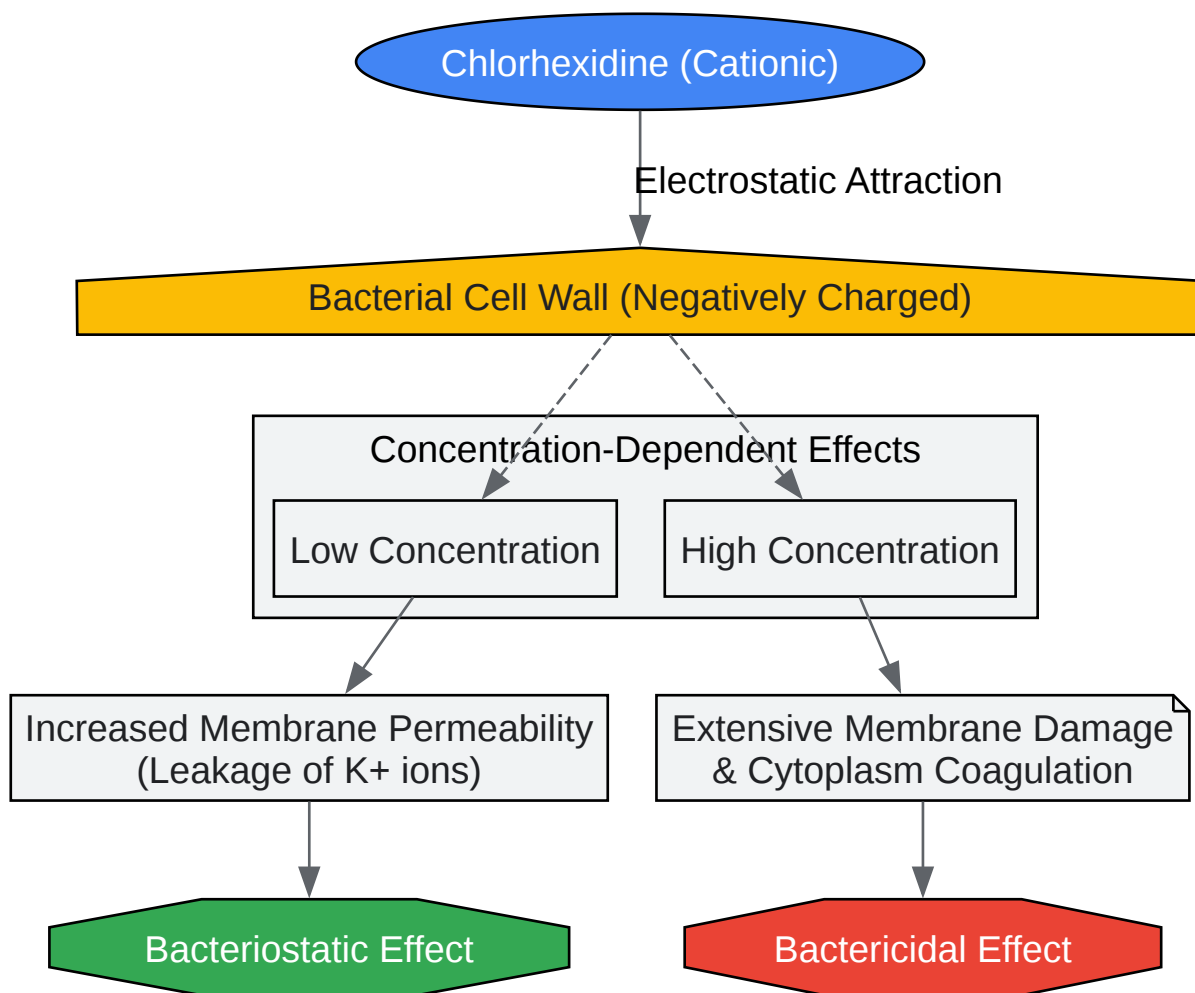 Chlorhexidine (Cationic)
Electrostatic Attraction
Bacterial Cell Wall (Negatively Charged)
Concentration-Dependent Effects
Low Concentration
High Concentration
Increased Membrane Permeability
(Leakage of K+ ions)
Extensive Membrane Damage
& Cytoplasm Coagulation
Bacteriostatic Effect
Bactericidal Effect